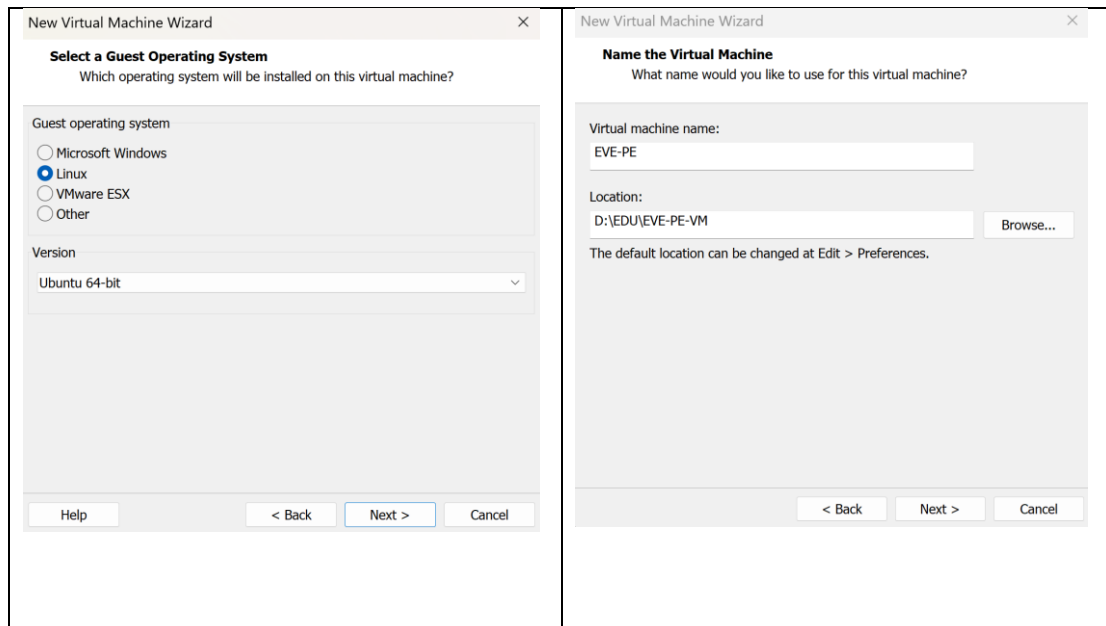 New Virtual Machine Wizard
Select a Guest Operating System
Which operating system will be installed on this virtual machine?
Guest operating system
Microsoft Windows
Linux
VMware ESX
Other
Version
Ubuntu 64-bit
Help
< Back
Next >
Cancel
New Virtual Machine Wizard
Name the Virtual Machine
What name would you like to use for this virtual machine?
Virtual machine name:
EVE-PE
Location:
D:\EDU\EVE-PE-VM
Browse...
The default location can be changed at Edit > Preferences.
< Back
Next >
Cancel